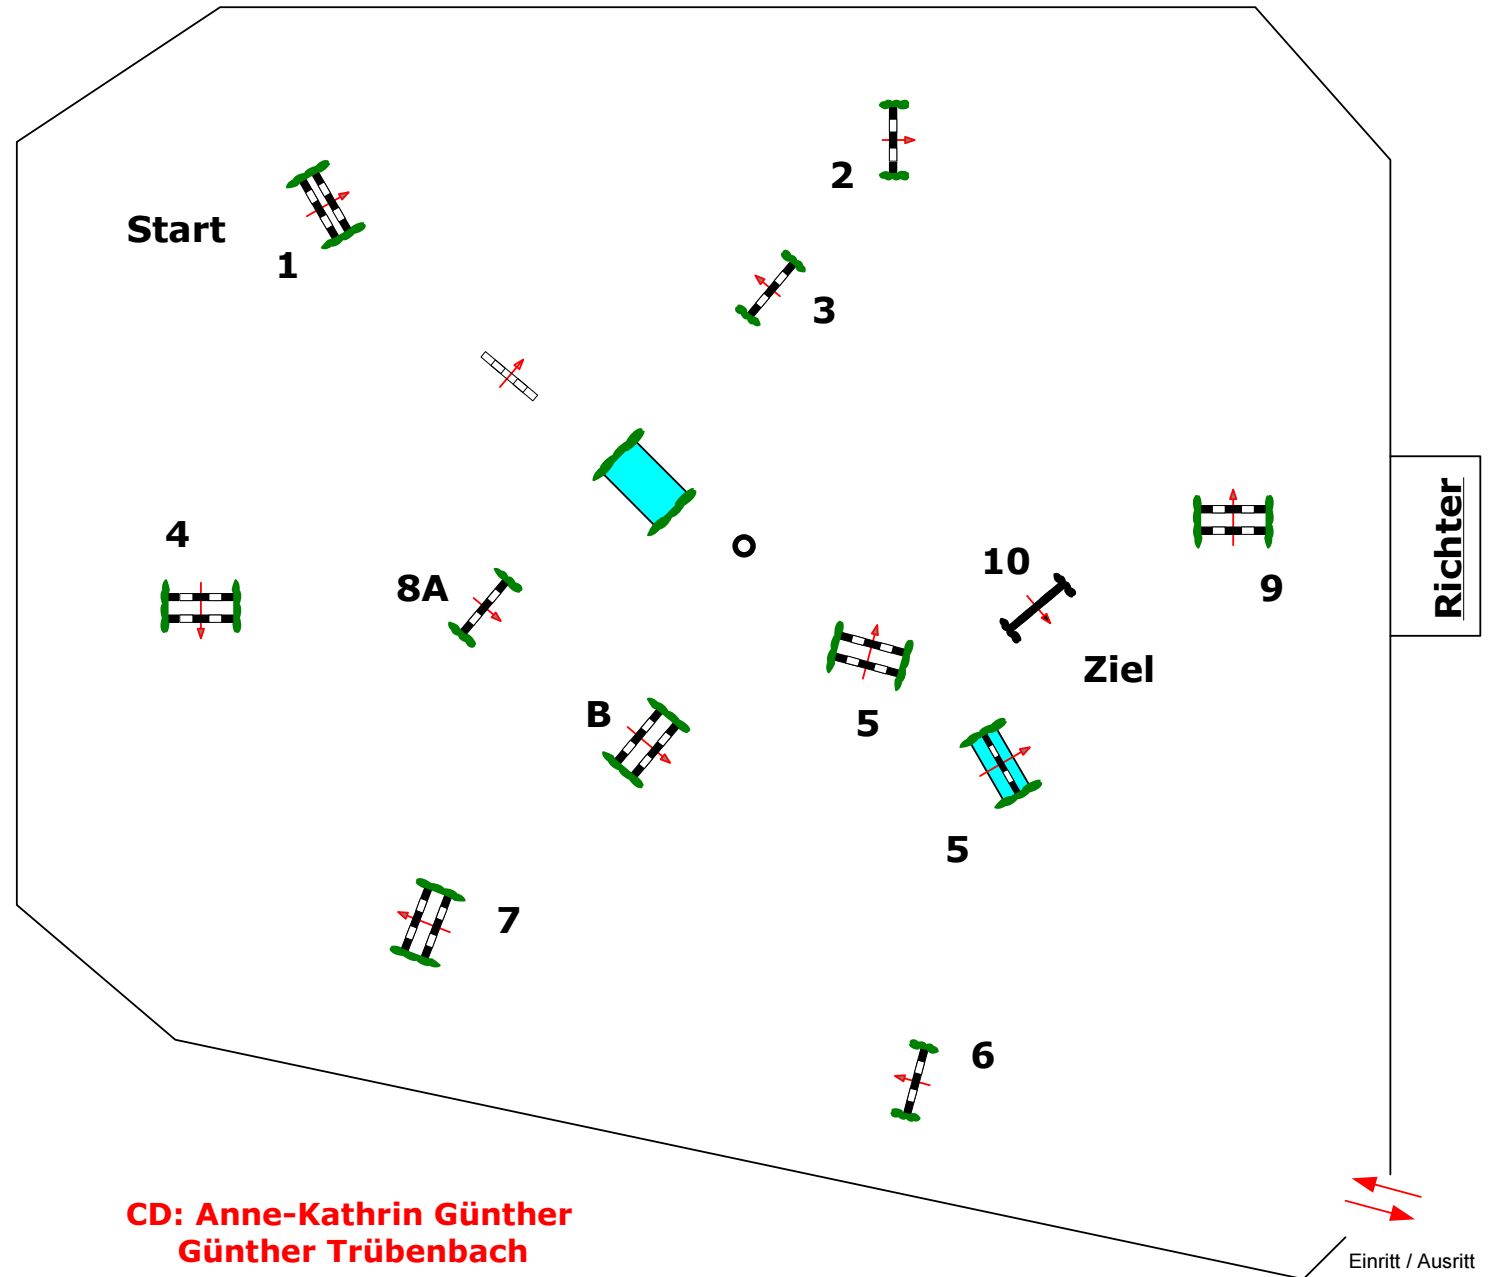 2
Start
1
3
4
8A
10
9
Richter
Ziel
B
5
5
7
6
CD: Anne-Kathrin Günther
Günther Trübenbach
Einritt / Ausritt